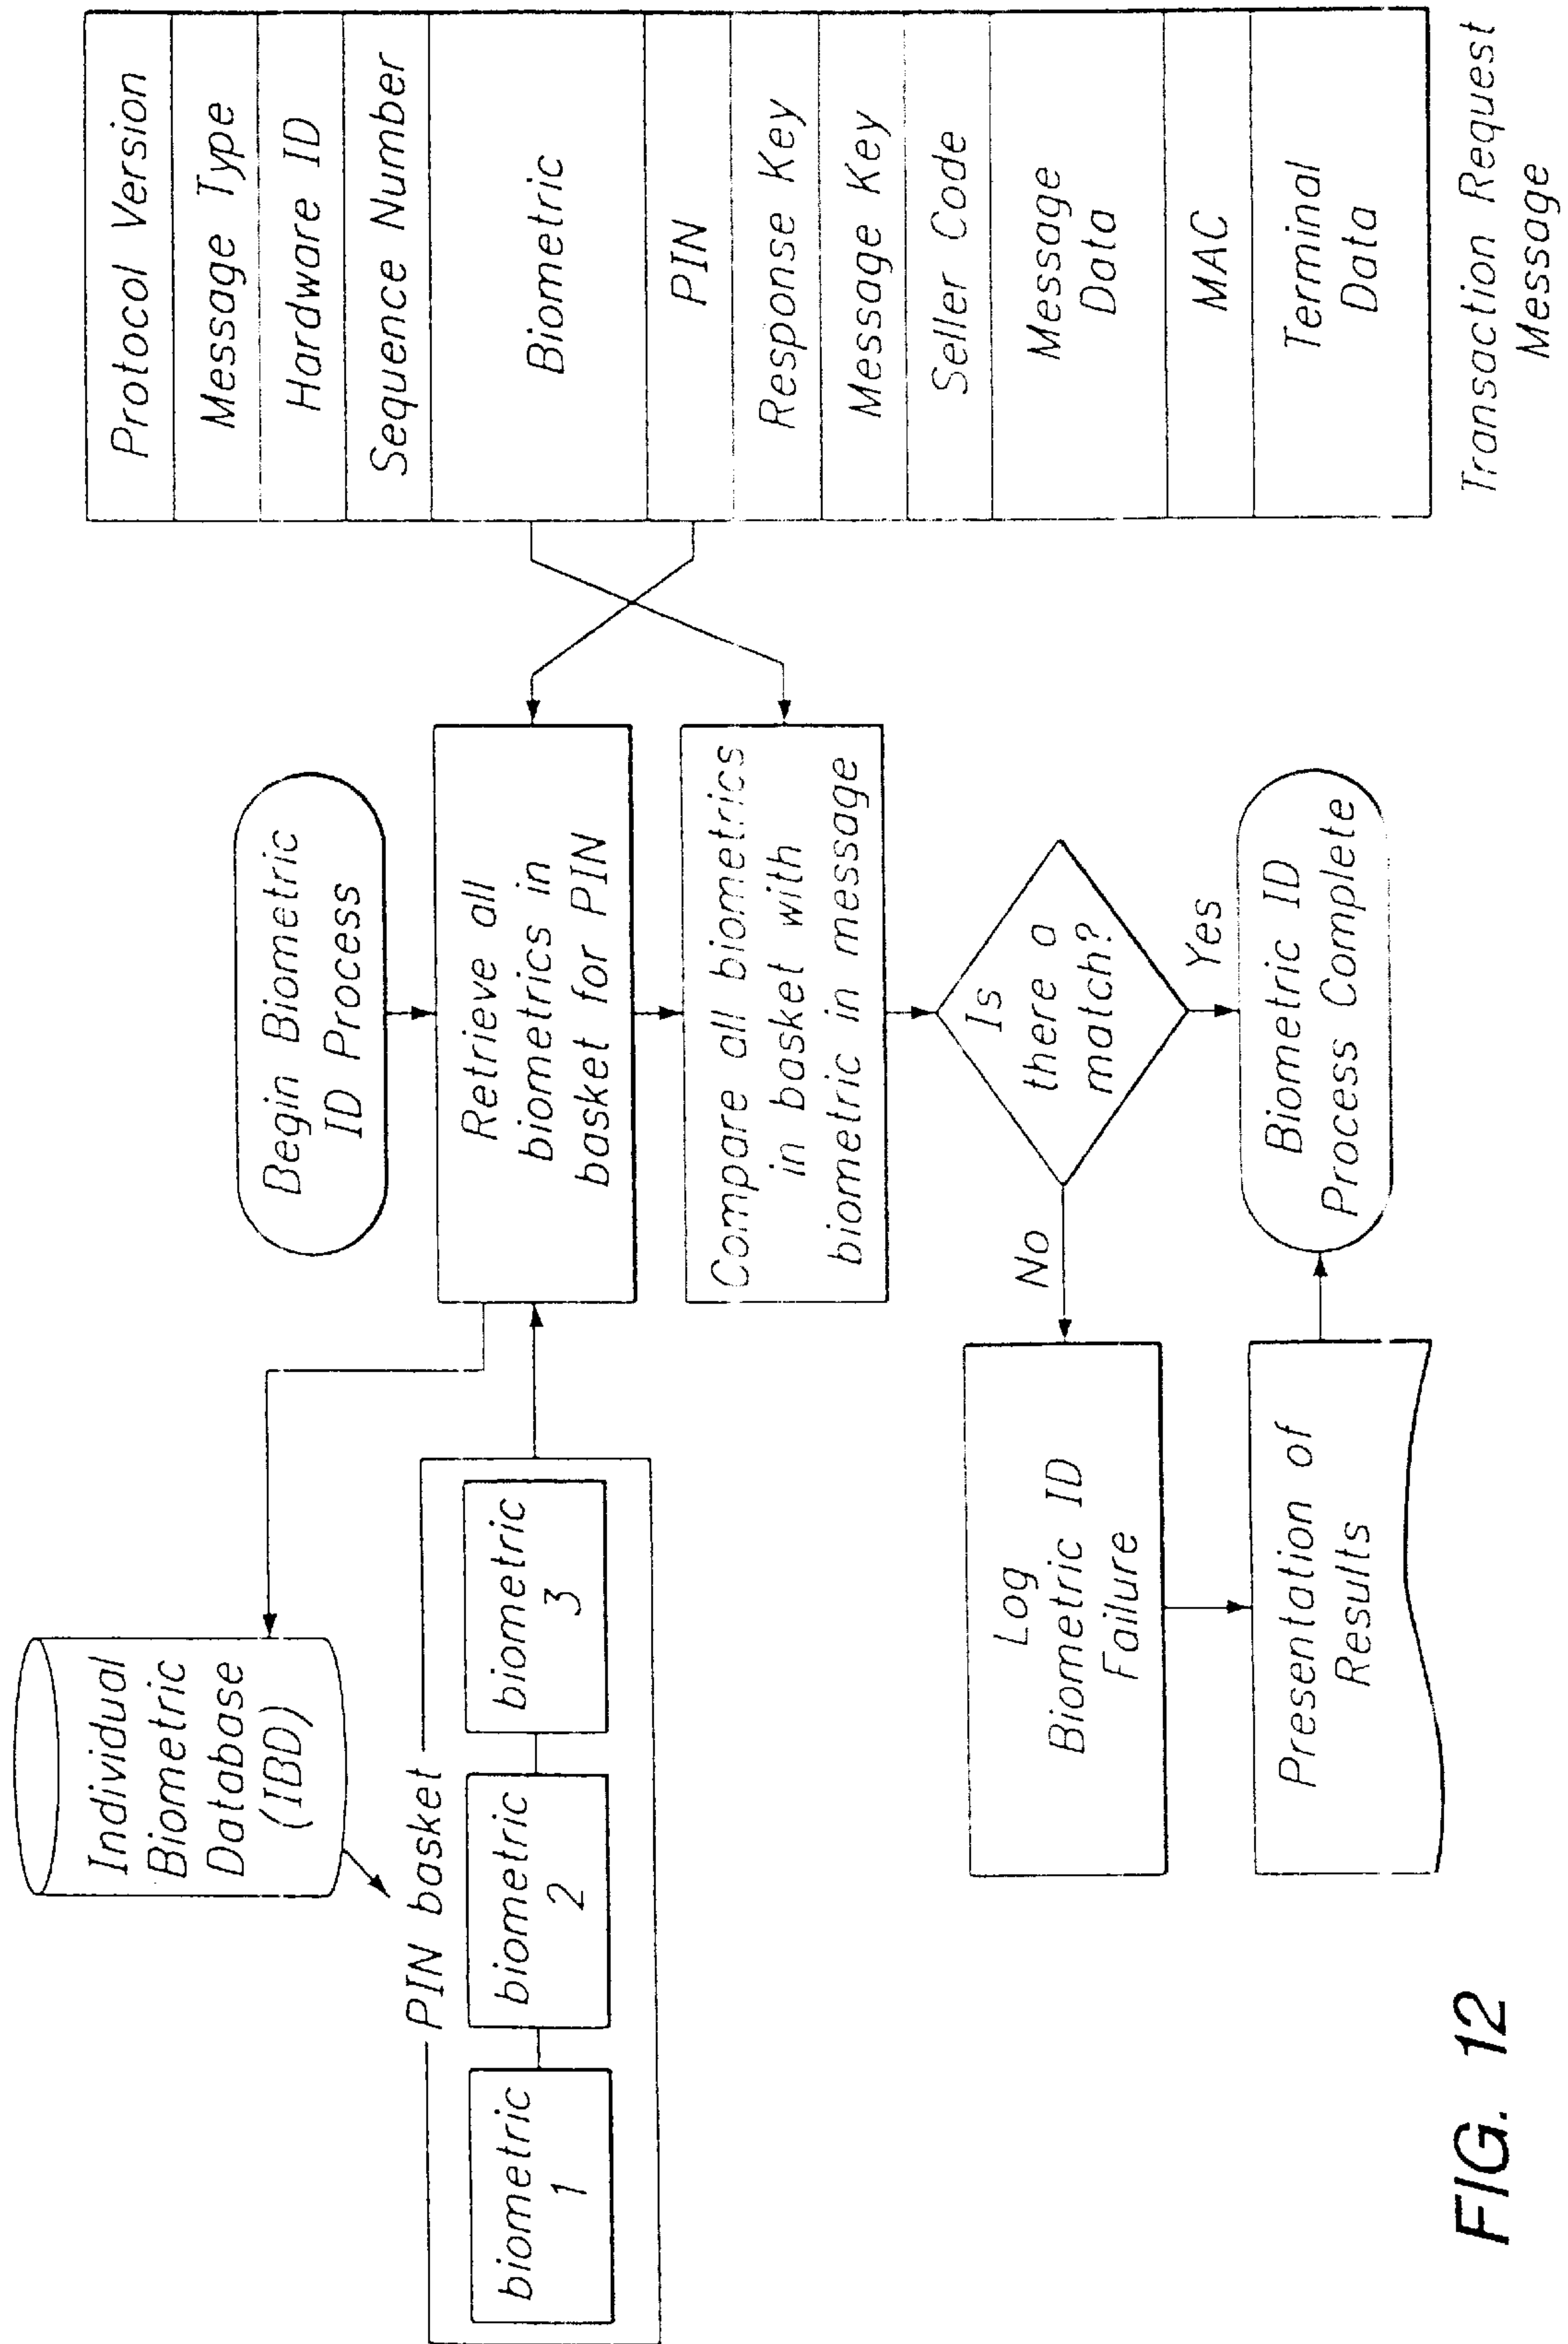 Individual
Biometric
Database
(IBD)
PIN basket
biometric
1
biometric
2
biometric
3
Begin Biometric
ID Process
Retrieve all
biometrics in
basket for PIN
Compare all biometrics
in basket with
biometric in message
Is
there a
match?
No
Yes
Log
Biometric ID
Failure
Presentation of
Results
Biometric ID
Process Complete
Protocol Version
Message Type
Hardware ID
Sequence Number
Biometric
PIN
Response Key
Message Key
Seller Code
Message
Data
MAC
Terminal
Data
Transaction Request
Message
FIG. 12